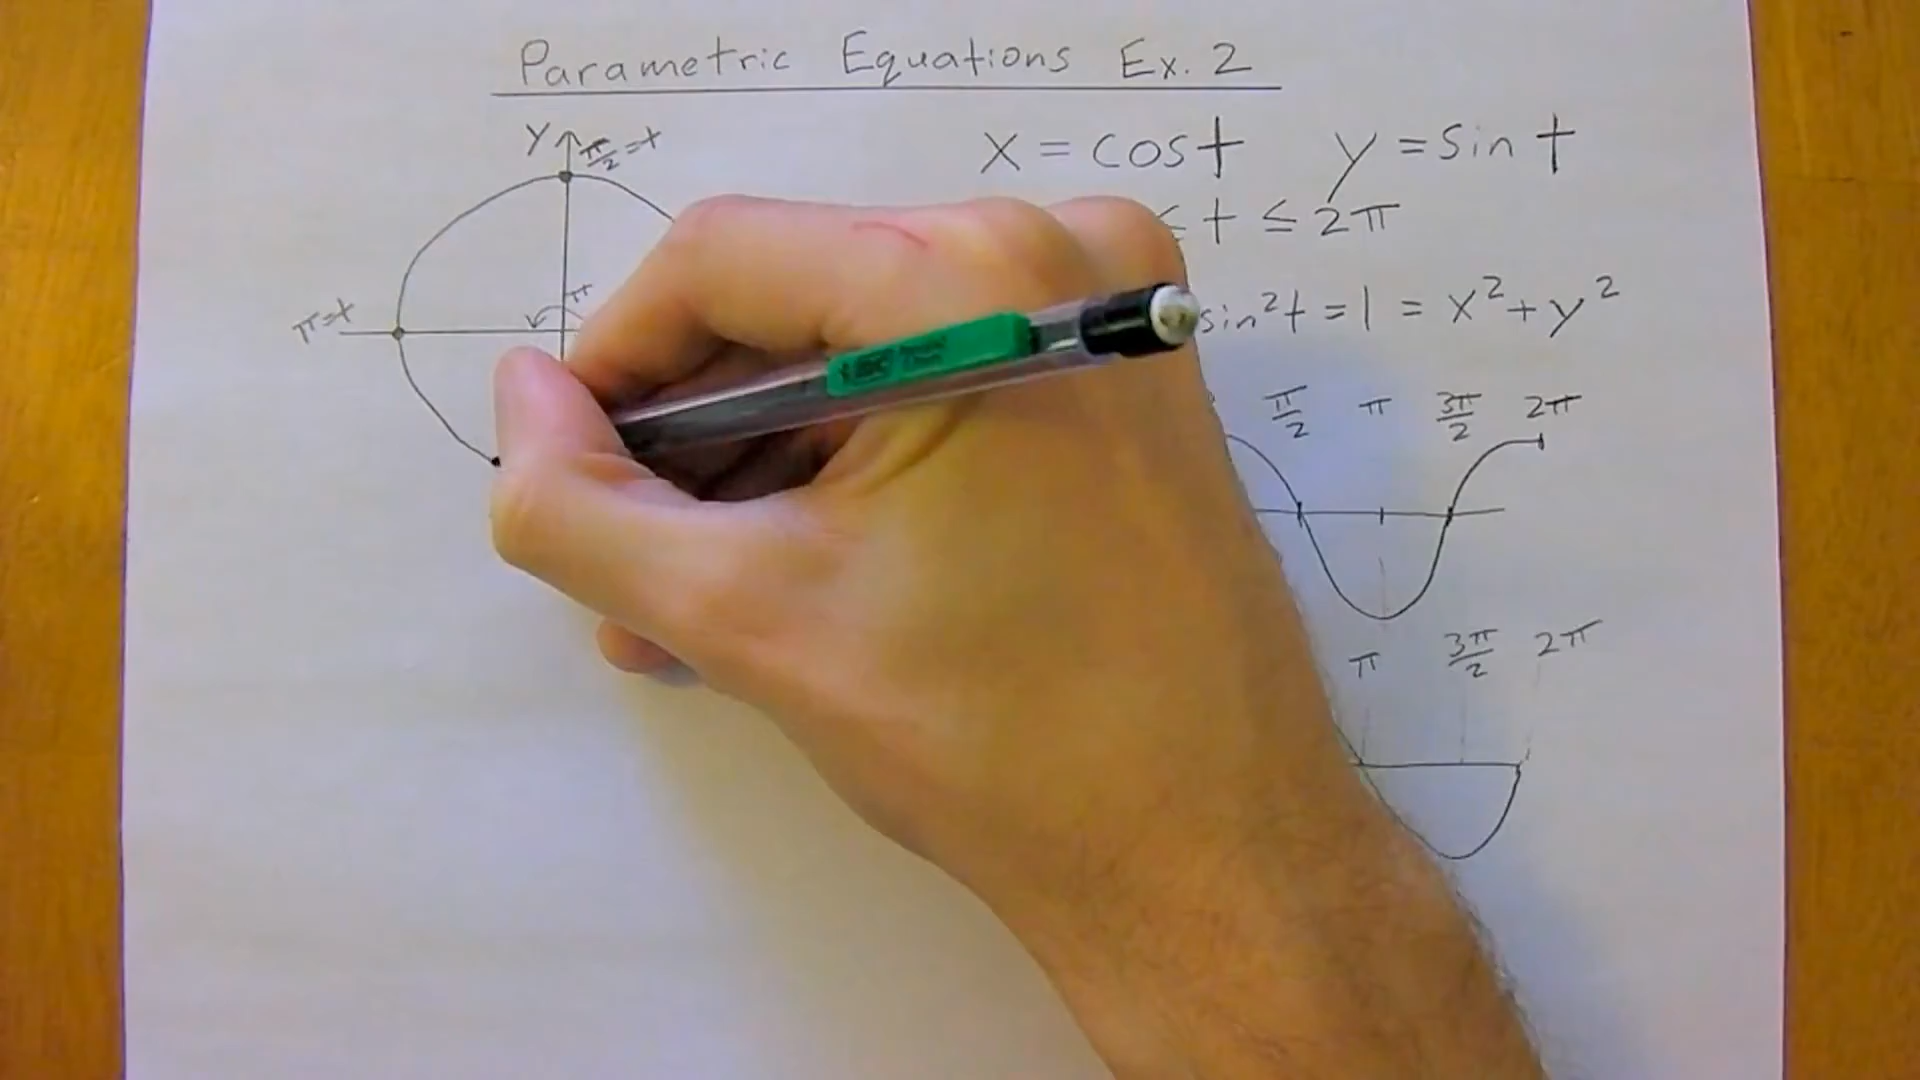 Parametric Equations Ex. 2
y
π/2 = t
x = cos t    y = sin t
≤ t ≤ 2π
π = t
π
sin²t = 1 = x² + y²
π/2    π    3π/2    2π
π    3π/2    2π
BIC